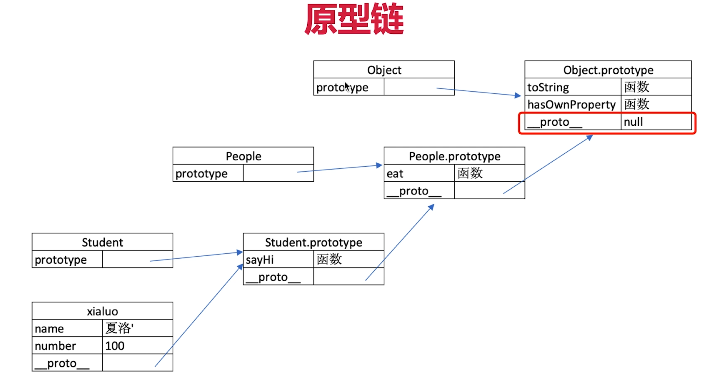 原型链
Object
prototype
Object.prototype
toString 函数
hasOwnProperty 函数
__proto__ null
People
prototype
People.prototype
eat 函数
__proto__
Student
prototype
Student.prototype
sayHi 函数
__proto__
xialuo
name 夏洛'
number 100
__proto__